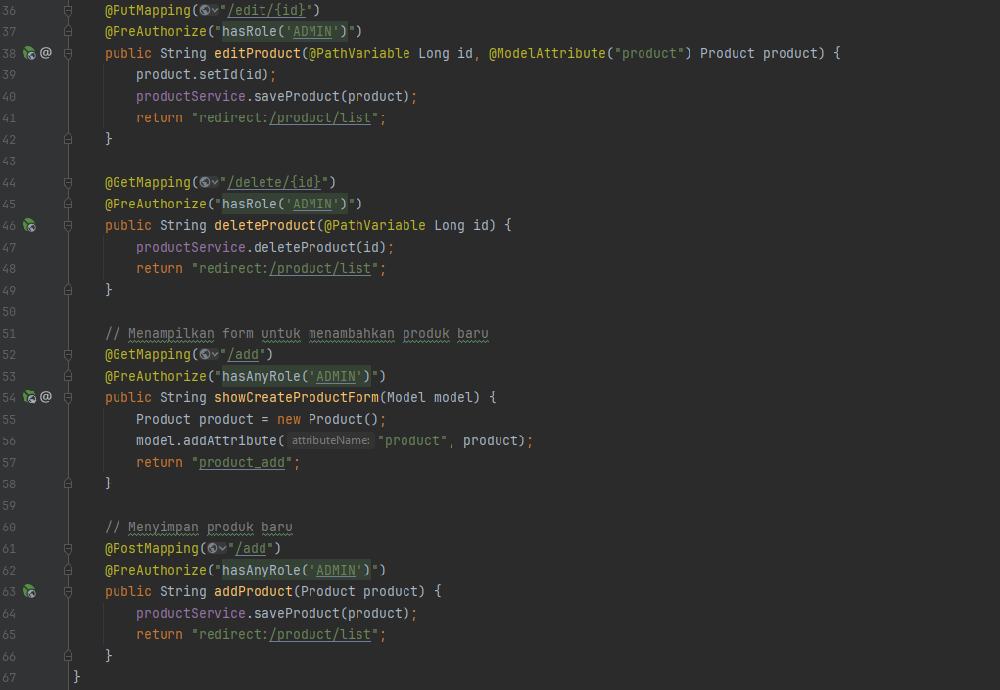 36 @PutMapping("/edit/{id}")
37 @PreAuthorize("hasRole('ADMIN')")
38 @ public String editProduct(@PathVariable Long id, @ModelAttribute("product") Product product) {
39 product.setId(id);
40 productService.saveProduct(product);
41 return "redirect:/product/list";
42 }
43
44 @GetMapping("/delete/{id}")
45 @PreAuthorize("hasRole('ADMIN')")
46 public String deleteProduct(@PathVariable Long id) {
47 productService.deleteProduct(id);
48 return "redirect:/product/list";
49 }
50
51 // Menampilkan form untuk menambahkan produk baru
52 @GetMapping("/add")
53 @PreAuthorize("hasAnyRole('ADMIN')")
54 @ public String showCreateProductForm(Model model) {
55 Product product = new Product();
56 model.addAttribute( attributeName: "product", product);
57 return "product_add";
58 }
59
60 // Menyimpan produk baru
61 @PostMapping("/add")
62 @PreAuthorize("hasAnyRole('ADMIN')")
63 public String addProduct(Product product) {
64 productService.saveProduct(product);
65 return "redirect:/product/list";
66 }
67 }